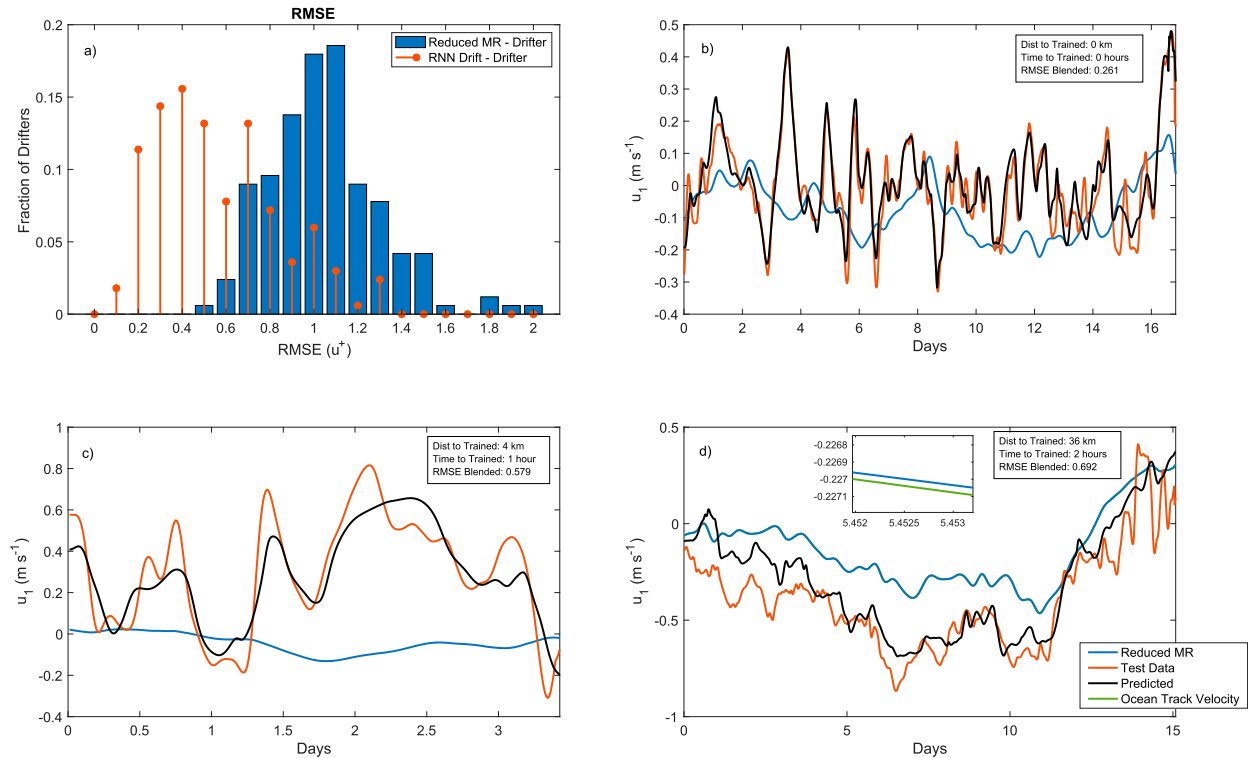 RMSE
a)
Reduced MR - Drifter
RNN Drift - Drifter
Fraction of Drifters
0.2
0.15
0.1
0.05
0
0 0.2 0.4 0.6 0.8 1 1.2 1.4 1.6 1.8 2
RMSE (u⁺)
b)
Dist to Trained: 0 km
Time to Trained: 0 hours
RMSE Blended: 0.261
u₁ (m s⁻¹)
0.5
0.4
0.3
0.2
0.1
0
-0.1
-0.2
-0.3
-0.4
0 2 4 6 8 10 12 14 16
Days
c)
Dist to Trained: 4 km
Time to Trained: 1 hour
RMSE Blended: 0.579
u₁ (m s⁻¹)
1
0.8
0.6
0.4
0.2
0
-0.2
-0.4
0 0.5 1 1.5 2 2.5 3
Days
d)
Dist to Trained: 36 km
Time to Trained: 2 hours
RMSE Blended: 0.692
-0.2268
-0.2269
-0.227
-0.2271
5.452 5.4525 5.453
u₁ (m s⁻¹)
0.5
0
-0.5
-1
0 5 10 15
Days
Reduced MR
Test Data
Predicted
Ocean Track Velocity